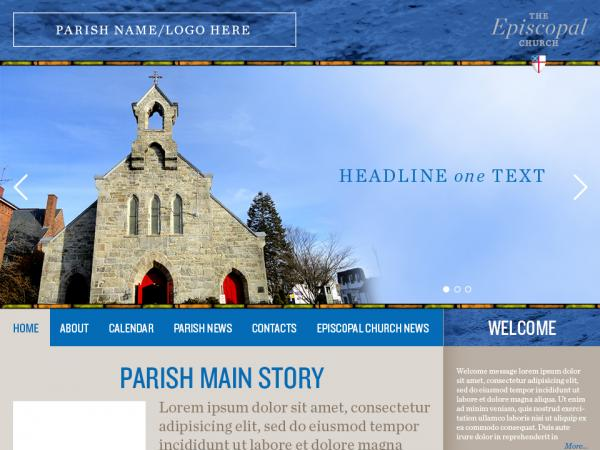 PARISH NAME/LOGO HERE
THE
Episcopal
CHURCH
HEADLINE one TEXT
HOME ABOUT CALENDAR PARISH NEWS CONTACTS EPISCOPAL CHURCH NEWS
WELCOME
PARISH MAIN STORY
Lorem ipsum dolor sit amet, consectetur
adipisicing elit, sed do eiusmod tempor
incididunt ut labore et dolore magna
Welcome message lorem ipsum dolor
sit amet, consectetur adipisicing elit,
sed do eiusmod tempor incididunt ut
labore et dolore magna aliqua. Ut enim
ad minim veniam, quis nostrud exerci-
tation ullamco laboris nisi ut aliquip ex
ea commodo consequat. Duis aute
irure dolor in reprehenderit in
More...